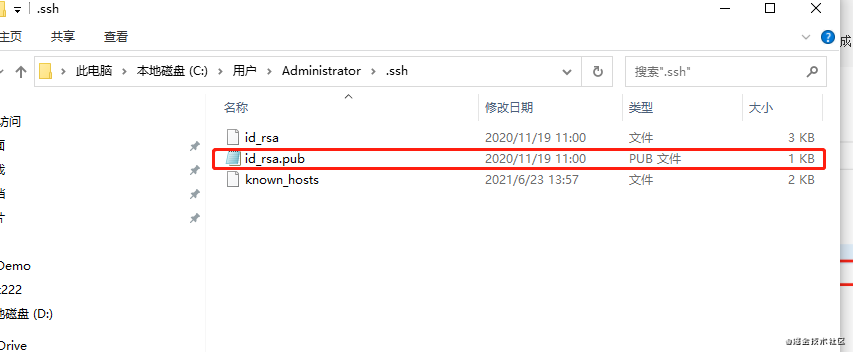 .ssh
主页 共享 查看
成
此电脑 本地磁盘 (C:) 用户 Administrator .ssh 搜索".ssh"
名称 修改日期 类型 大小
id_rsa 2020/11/19 11:00 文件 3 KB
id_rsa.pub 2020/11/19 11:00 PUB 文件 1 KB
known_hosts 2021/6/23 13:57 文件 2 KB
访问
面
片
Demo
222
地磁盘 (D:)
Drive
@掘金技术社区